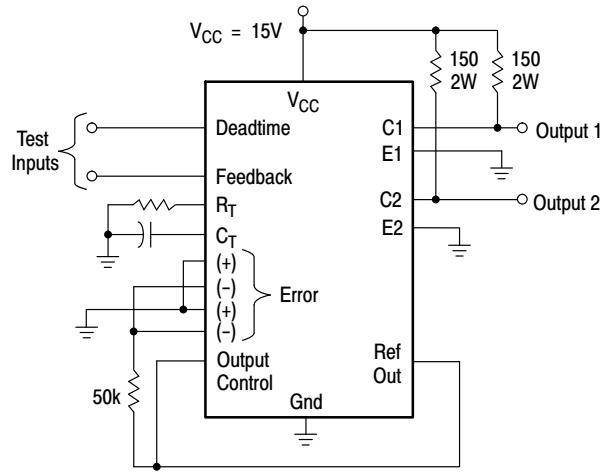 V_CC = 15V
150
2W
150
2W
V_CC
Test
Inputs
Deadtime
C1
Output 1
E1
Feedback
R_T
C2
Output 2
C_T
E2
(+)
(−)
(+)
(−)
Error
Output
Control
Ref
Out
50k
Gnd